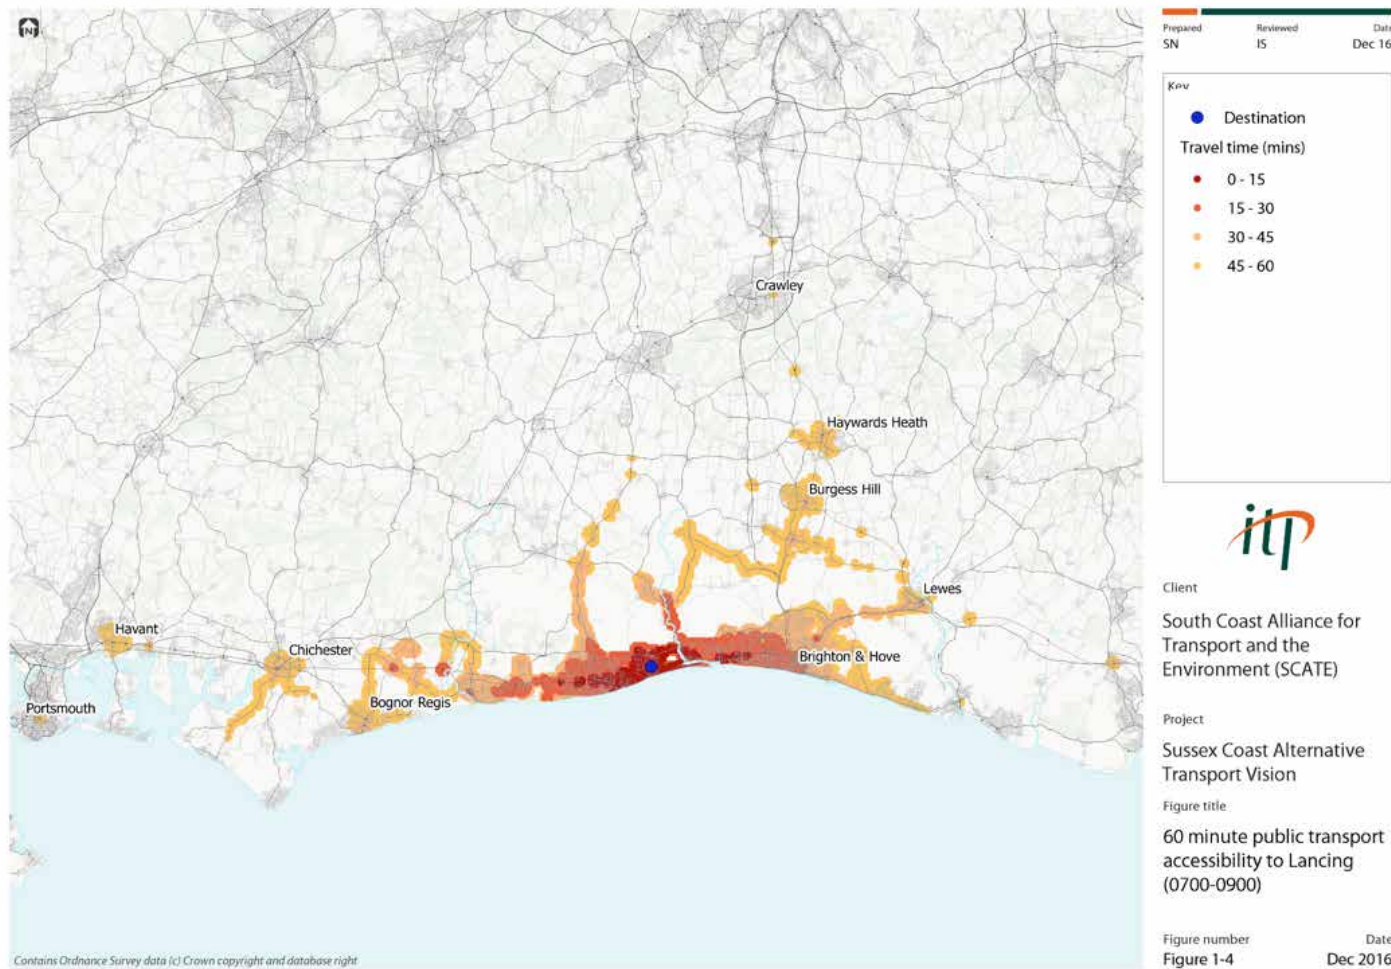 N
Crawley
Haywards Heath
Burgess Hill
Lewes
Havant
Chichester
Brighton & Hove
Bognor Regis
Portsmouth
Contains Ordnance Survey data (c) Crown copyright and database right
Prepared Reviewed Date
SN IS Dec 16
Key
Destination
Travel time (mins)
0 - 15
15 - 30
30 - 45
45 - 60
itp
Client
South Coast Alliance for
Transport and the
Environment (SCATE)
Project
Sussex Coast Alternative
Transport Vision
Figure title
60 minute public transport
accessibility to Lancing
(0700-0900)
Figure number Date
Figure 1-4 Dec 2016